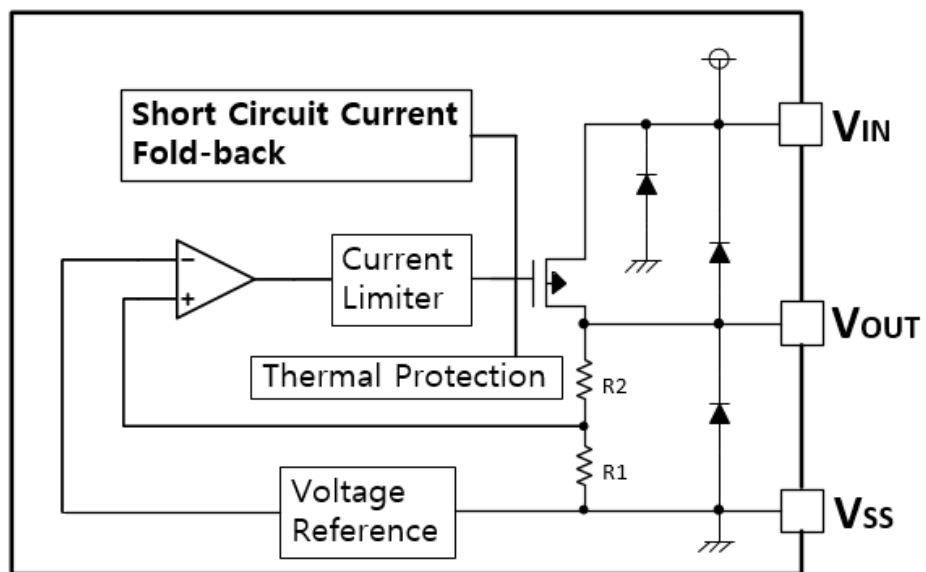 Short Circuit Current
Fold-back
VIN
−
+
Current
Limiter
VOUT
Thermal Protection
R2
R1
Voltage
Reference
VSS